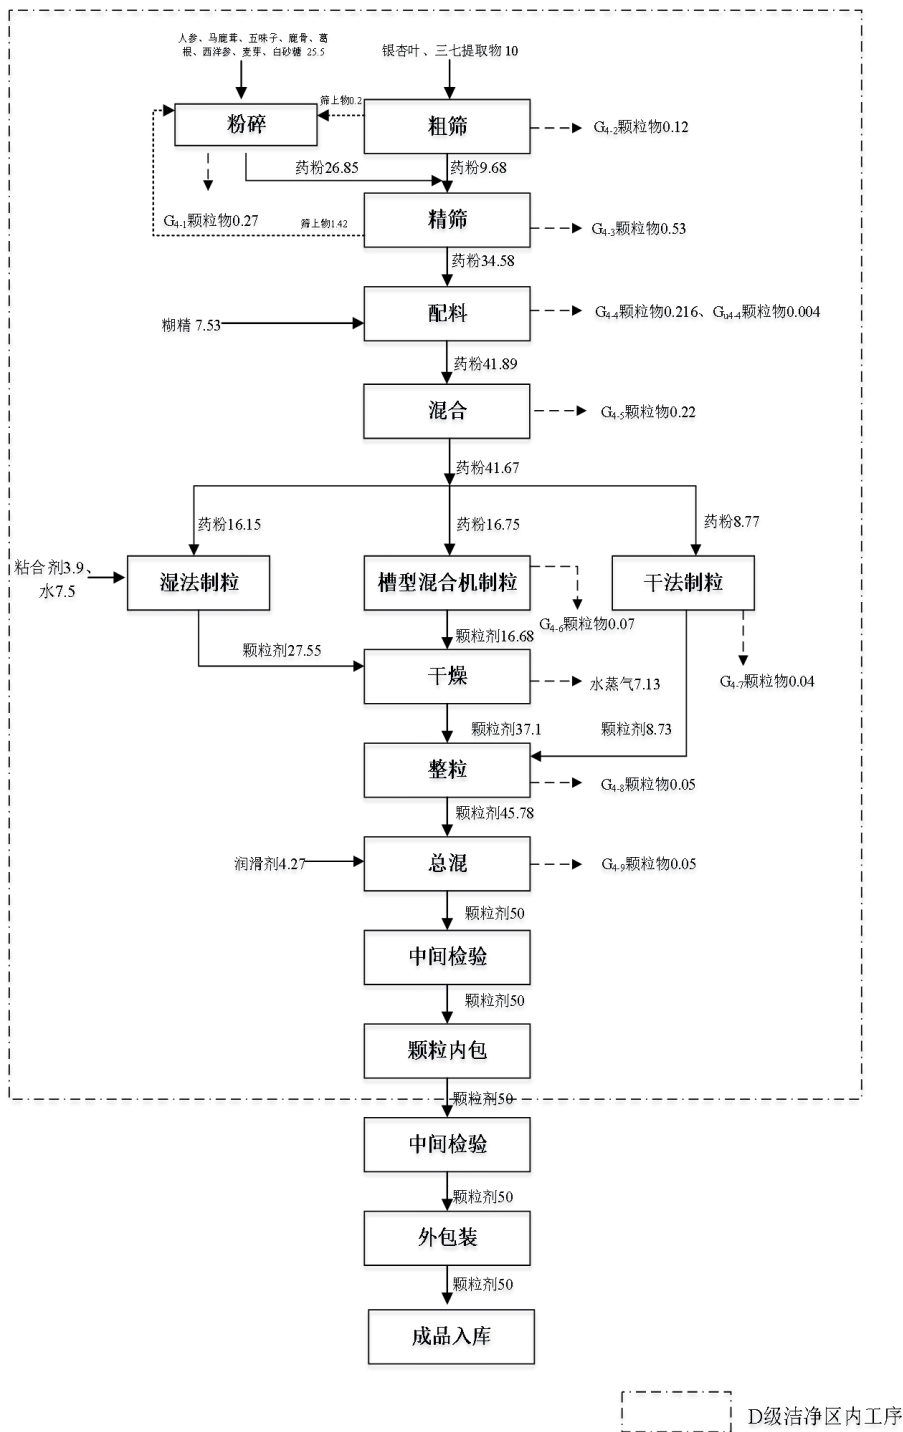 人参、马鹿茸、五味子、鹿骨、葛
根、西洋参、麦芽、白砂糖 25.5
银杏叶、三七提取物 10
筛上物0.2
粉碎
粗筛
G4-2颗粒物0.12
药粉26.85
药粉9.68
G4-1颗粒物0.27
筛上物1.42
精筛
G4-3颗粒物0.53
药粉34.58
糊精 7.53
配料
G4-4颗粒物0.216、Gu4-4颗粒物0.004
药粉41.89
混合
G4-5颗粒物0.22
药粉41.67
药粉16.15
药粉16.75
药粉8.77
粘合剂3.9、
水7.5
湿法制粒
槽型混合机制粒
干法制粒
G4-6颗粒物0.07
颗粒剂16.68
颗粒剂27.55
干燥
水蒸气7.13
G4-7颗粒物0.04
颗粒剂37.1
颗粒剂8.73
整粒
G4-8颗粒物0.05
颗粒剂45.78
润滑剂4.27
总混
G4-9颗粒物0.05
颗粒剂50
中间检验
颗粒剂50
颗粒内包
颗粒剂50
中间检验
颗粒剂50
外包装
颗粒剂50
成品入库
D级洁净区内工序